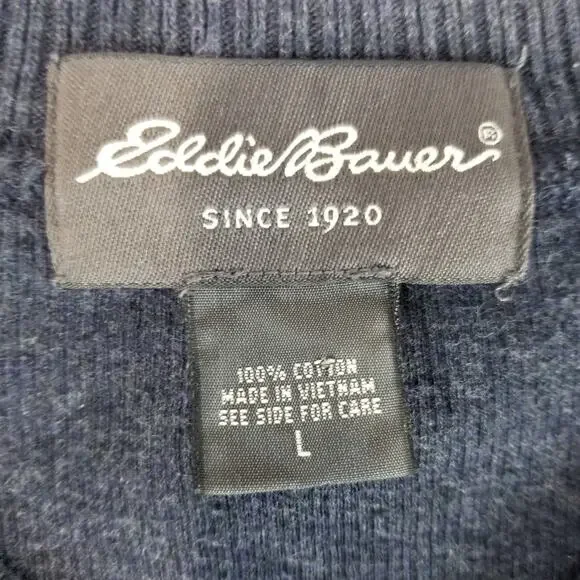 Eddie Bauer®
SINCE 1920
100% COTTON
MADE IN VIETNAM
SEE SIDE FOR CARE
L